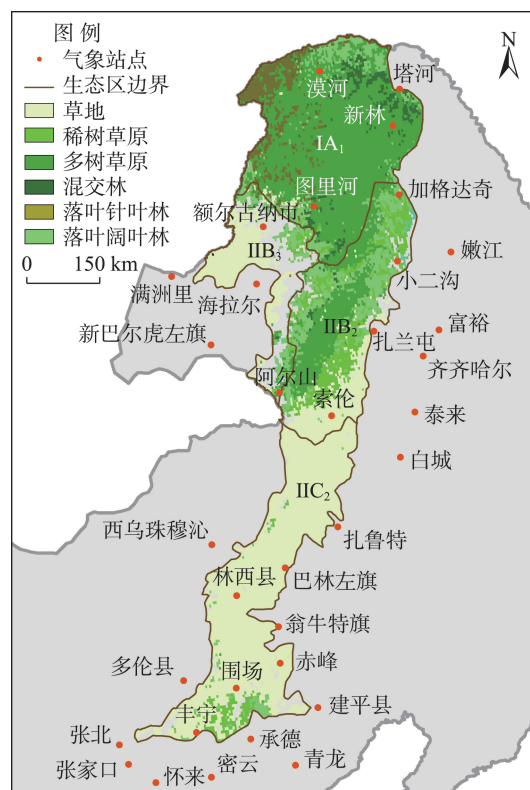 图 例
气象站点
生态区边界
草地
稀树草原
多树草原
混交林
落叶针叶林
落叶阔叶林
0 150 km
N
漠河
塔河
新林
IA₁
图里河
加格达奇
额尔古纳市
嫩江
IIB₃
小二沟
满洲里
海拉尔
IIB₂
富裕
新巴尔虎左旗
扎兰屯
齐齐哈尔
阿尔山
索伦
泰来
白城
IIC₂
西乌珠穆沁
扎鲁特
林西县
巴林左旗
翁牛特旗
多伦县
围场
赤峰
丰宁
建平县
张北
承德
张家口
怀来
密云
青龙